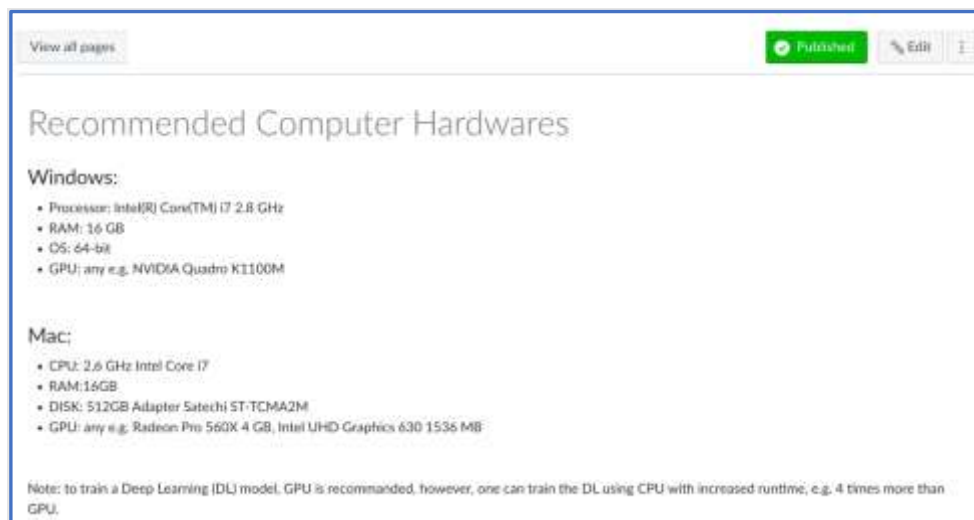 View all pages
Published
Edit
Recommended Computer Hardwares
Windows:
• Processor: Intel(R) Core(TM) i7 2.8 GHz
• RAM: 16 GB
• OS: 64-bit
• GPU: any e.g. NVIDIA Quadro K1100M
Mac:
• CPU: 2.6 GHz Intel Core i7
• RAM:16GB
• DISK: 512GB Adapter Satechi ST-TCMA2M
• GPU: any e.g. Radeon Pro 560X 4 GB, Intel UHD Graphics 630 1536 MB
Note: to train a Deep Learning (DL) model, GPU is recommanded, however, one can train the DL using CPU with increased runtime, e.g. 4 times more than
GPU.